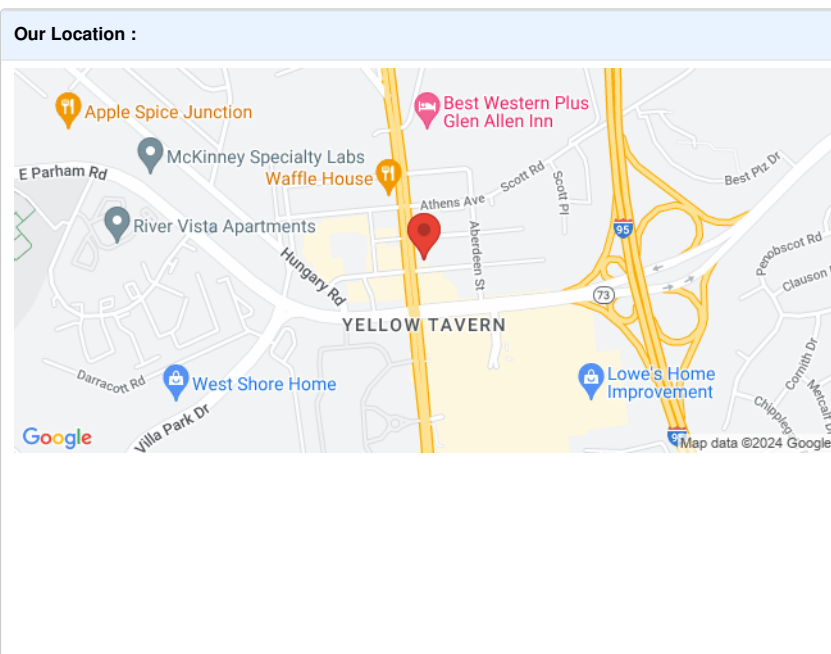 Our Location :
Best Western Plus
Glen Allen Inn
Apple Spice Junction
McKinney Specialty Labs
Waffle House
E Parham Rd
Scott Rd
Scott Pl
Best Plz Dr
Athens Ave
River Vista Apartments
Aberdeen St
95
Penobscot Rd
Hungary Rd
Clauson
73
YELLOW TAVERN
Cornith Dr
Lowe's Home
Improvement
Darracott Rd
West Shore Home
Metcalf Dr
Chippleg
Villa Park Dr
Google
Map data ©2024 Google